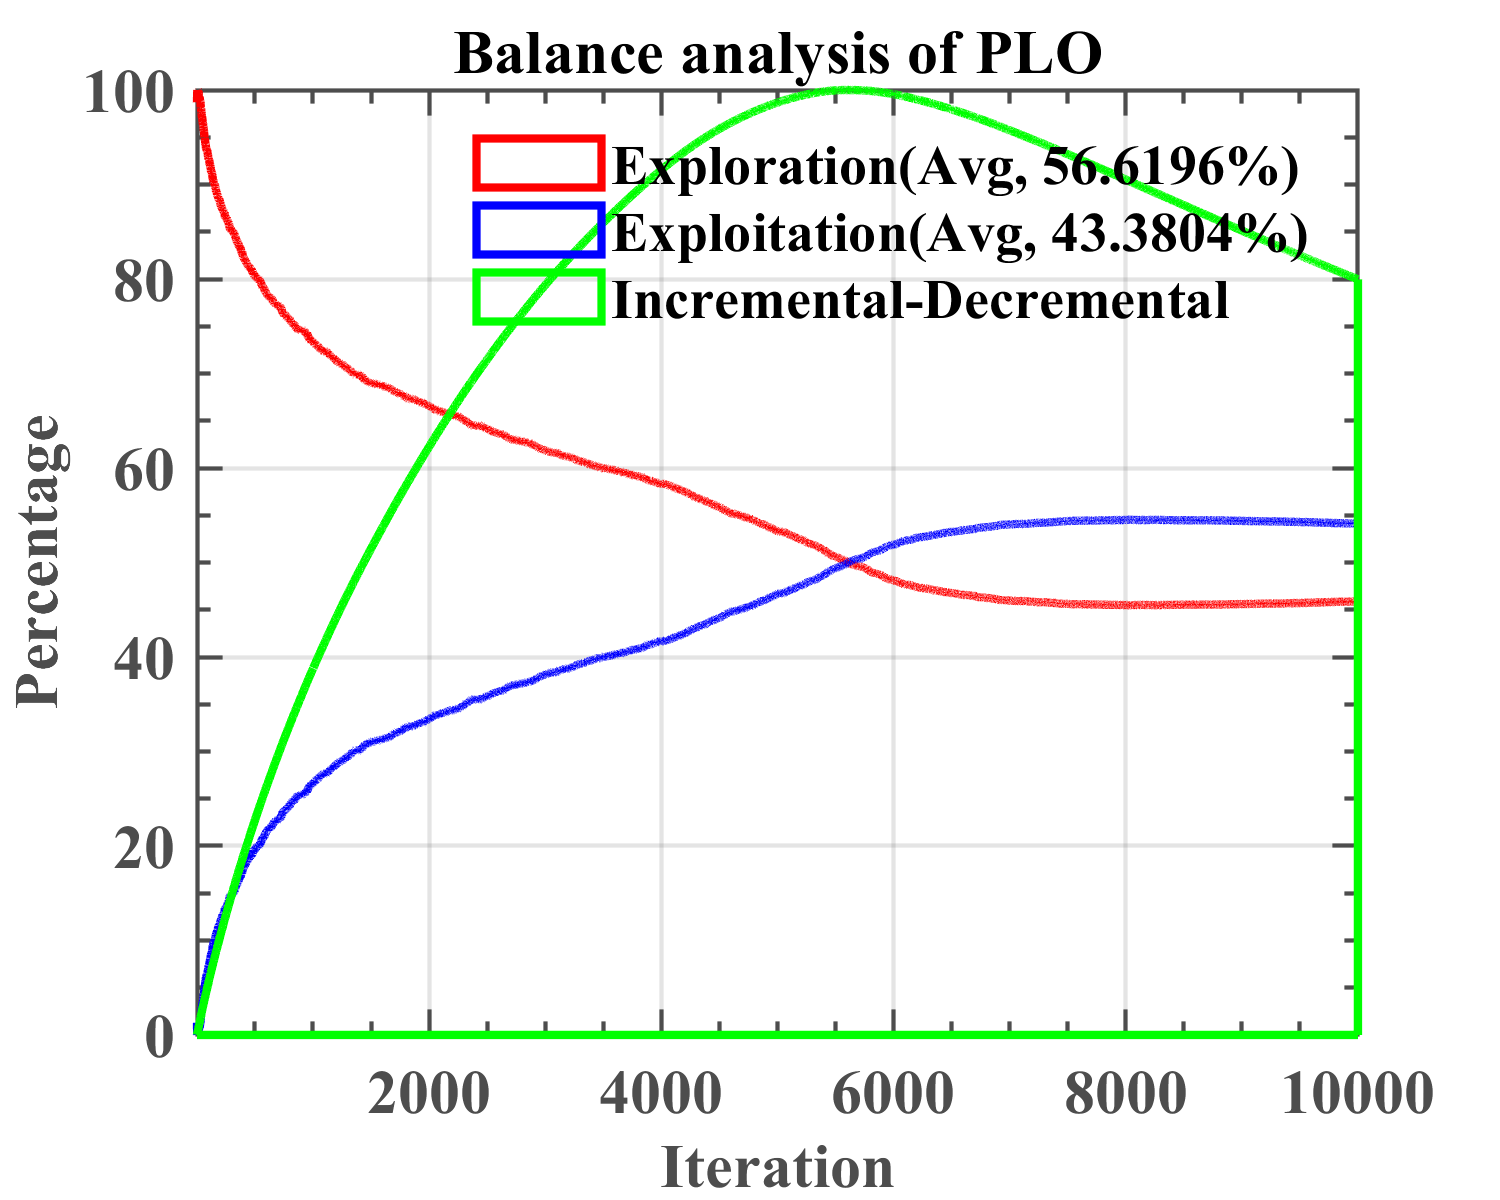 Balance analysis of PLO
100
80
60
40
20
0
Percentage
Exploration(Avg, 56.6196%)
Exploitation(Avg, 43.3804%)
Incremental-Decremental
2000 4000 6000 8000 10000
Iteration